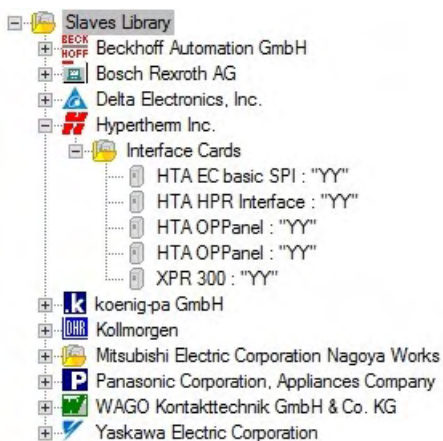 Slaves Library
BECK
HOFF
Beckhoff Automation GmbH
Bosch Rexroth AG
Delta Electronics, Inc.
Hypertherm Inc.
Interface Cards
HTA EC basic SPI : "YY"
HTA HPR Interface : "YY"
HTA OPPanel : "YY"
HTA OPPanel : "YY"
XPR 300 : "YY"
.k koenig-pa GmbH
DHR Kollmorgen
Mitsubishi Electric Corporation Nagoya Works
P Panasonic Corporation, Appliances Company
WAGO Kontakttechnik GmbH & Co. KG
Yaskawa Electric Corporation